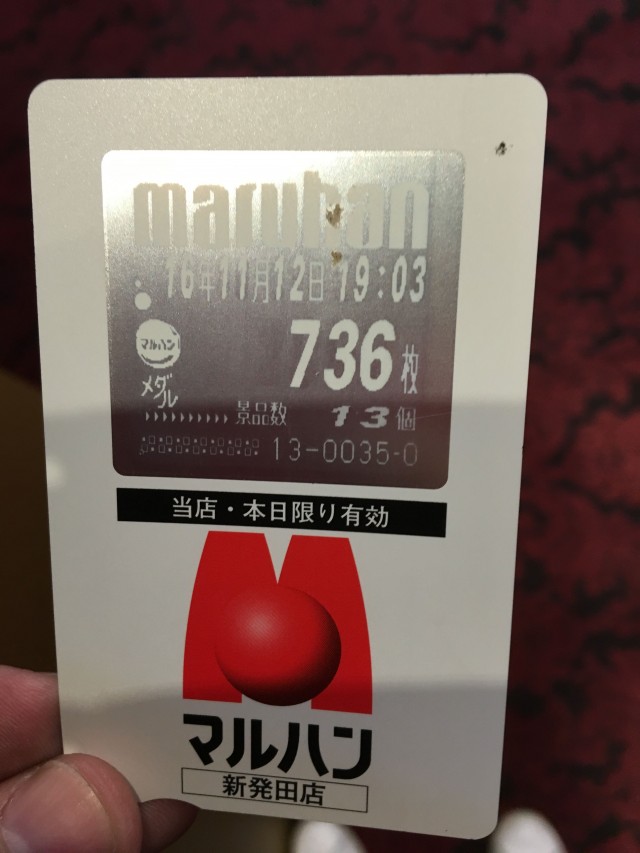 maruhan
16年11月12日 19:03
736枚
マルハン
メダル
景品数 13個
13-0035-0
当店・本日限り有効
マルハン
新発田店